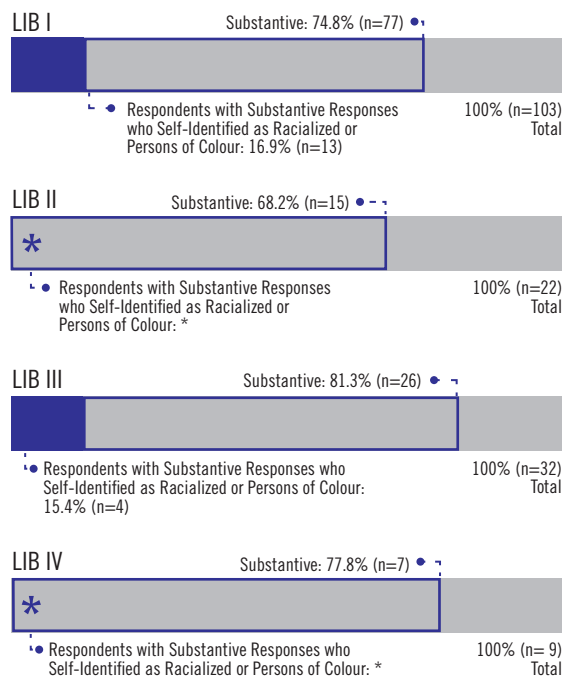 LIB I
Substantive: 74.8% (n=77)
Respondents with Substantive Responses
who Self-Identified as Racialized or
Persons of Colour: 16.9% (n=13)
100% (n=103)
Total
LIB II
Substantive: 68.2% (n=15)
*
Respondents with Substantive Responses
who Self-Identified as Racialized or
Persons of Colour: *
100% (n=22)
Total
LIB III
Substantive: 81.3% (n=26)
Respondents with Substantive Responses who
Self-Identified as Racialized or Persons of Colour:
15.4% (n=4)
100% (n=32)
Total
LIB IV
Substantive: 77.8% (n=7)
*
Respondents with Substantive Responses who
Self-Identified as Racialized or Persons of Colour: *
100% (n= 9)
Total